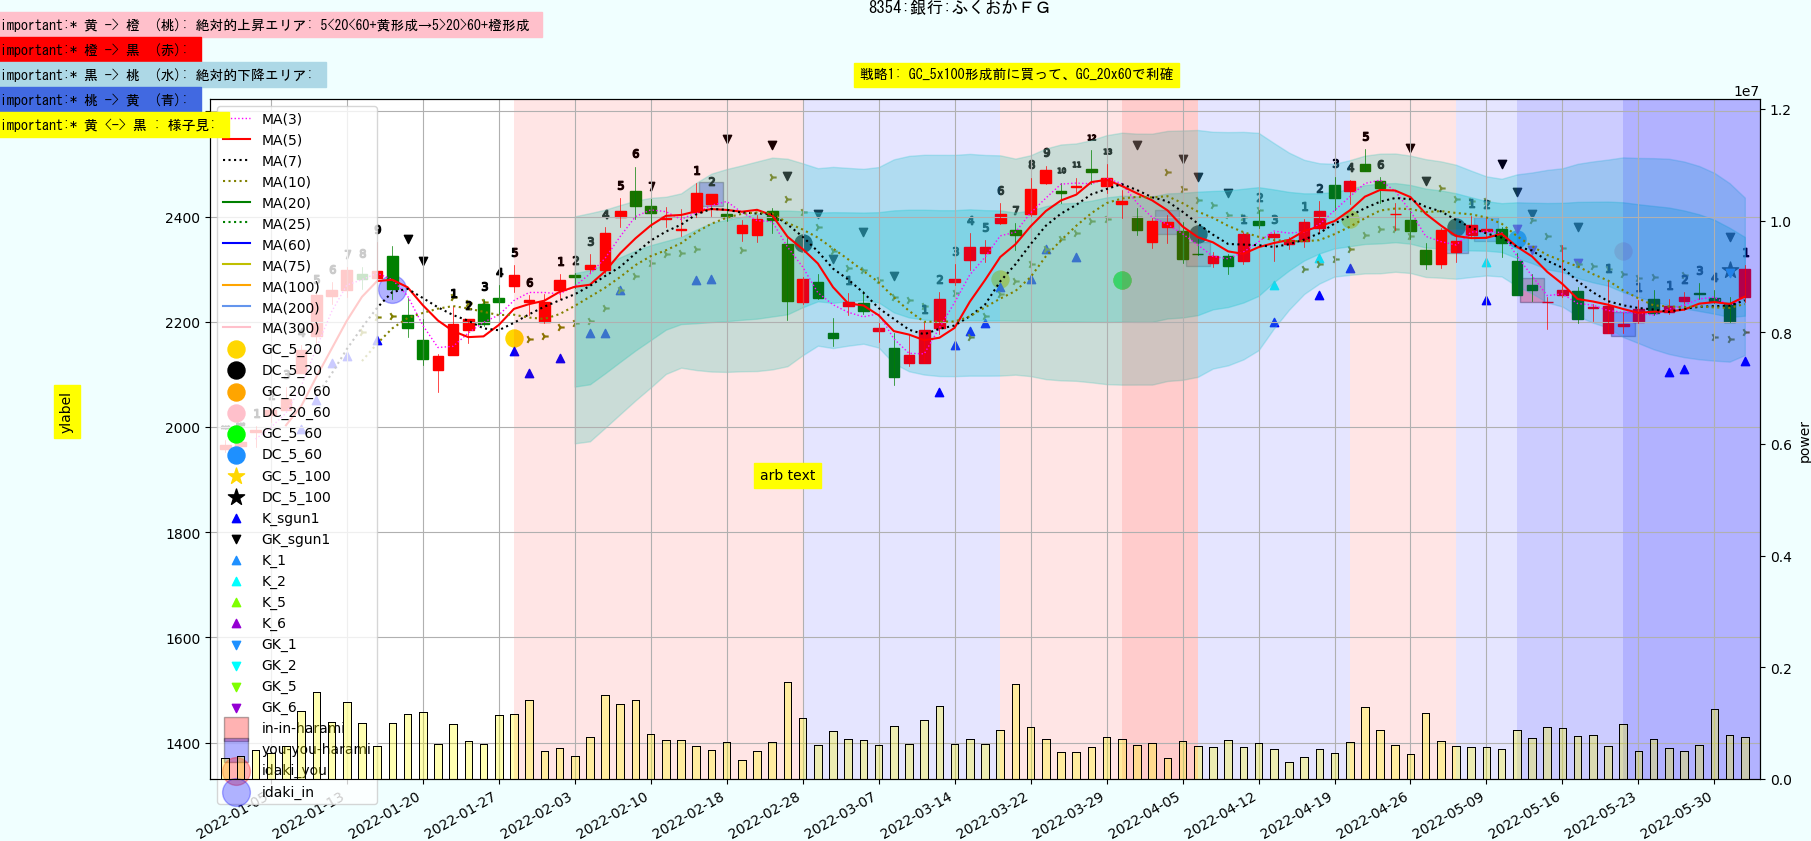 8354:銀行:ふくおかＦＧ
important:* 黄 -> 橙 （桃）: 絶対的上昇エリア: 5<20<60+黄形成→5>20>60+橙形成
important:* 橙 -> 黒 （赤）:
important:* 黒 -> 桃 （水）: 絶対的下降エリア:
戦略1: GC_5x100形成前に買って、GC_20x60で利確
important:* 桃 -> 黄 （青）:
important:* 黄 <-> 黒 : 様子見:
1e7
MA(3)
MA(5)
MA(7)
MA(10)
MA(20)
MA(25)
MA(60)
MA(75)
MA(100)
MA(200)
MA(300)
GC_5_20
DC_5_20
GC_20_60
DC_20_60
GC_5_60
DC_5_60
GC_5_100
DC_5_100
K_sgun1
GK_sgun1
K_1
K_2
K_5
K_6
GK_1
GK_2
GK_5
GK_6
in-in-harami
you-you-harami
idaki_you
idaki_in
2400
2200
2000
1800
1600
1400
ylabel
arb text
1.2
1.0
0.8
0.6
0.4
0.2
0.0
power
2022-01-05
2022-01-13
2022-01-20
2022-01-27
2022-02-03
2022-02-10
2022-02-18
2022-02-28
2022-03-07
2022-03-14
2022-03-22
2022-03-29
2022-04-05
2022-04-12
2022-04-19
2022-04-26
2022-05-09
2022-05-16
2022-05-23
2022-05-30